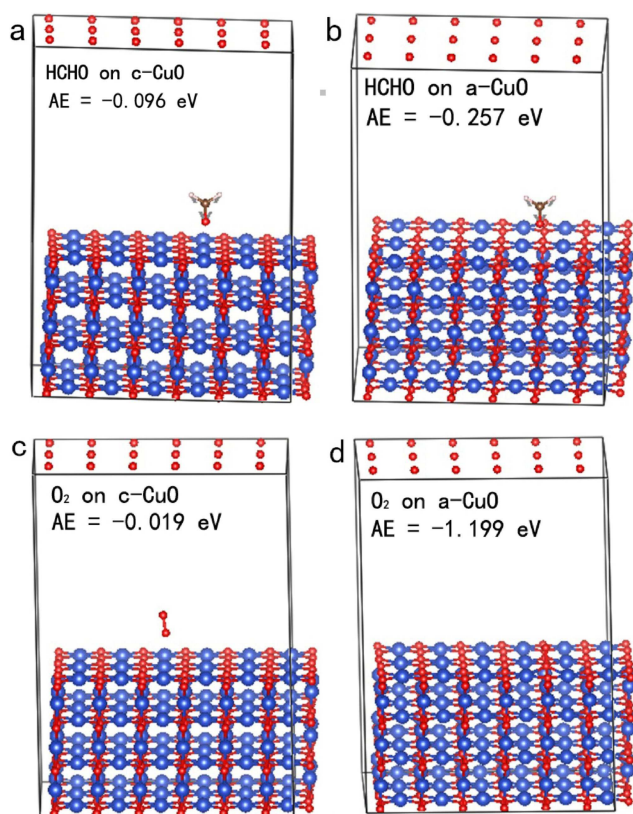 a
HCHO on c-CuO
AE = -0.096 eV
b
HCHO on a-CuO
AE = -0.257 eV
c
O₂ on c-CuO
AE = -0.019 eV
d
O₂ on a-CuO
AE = -1.199 eV